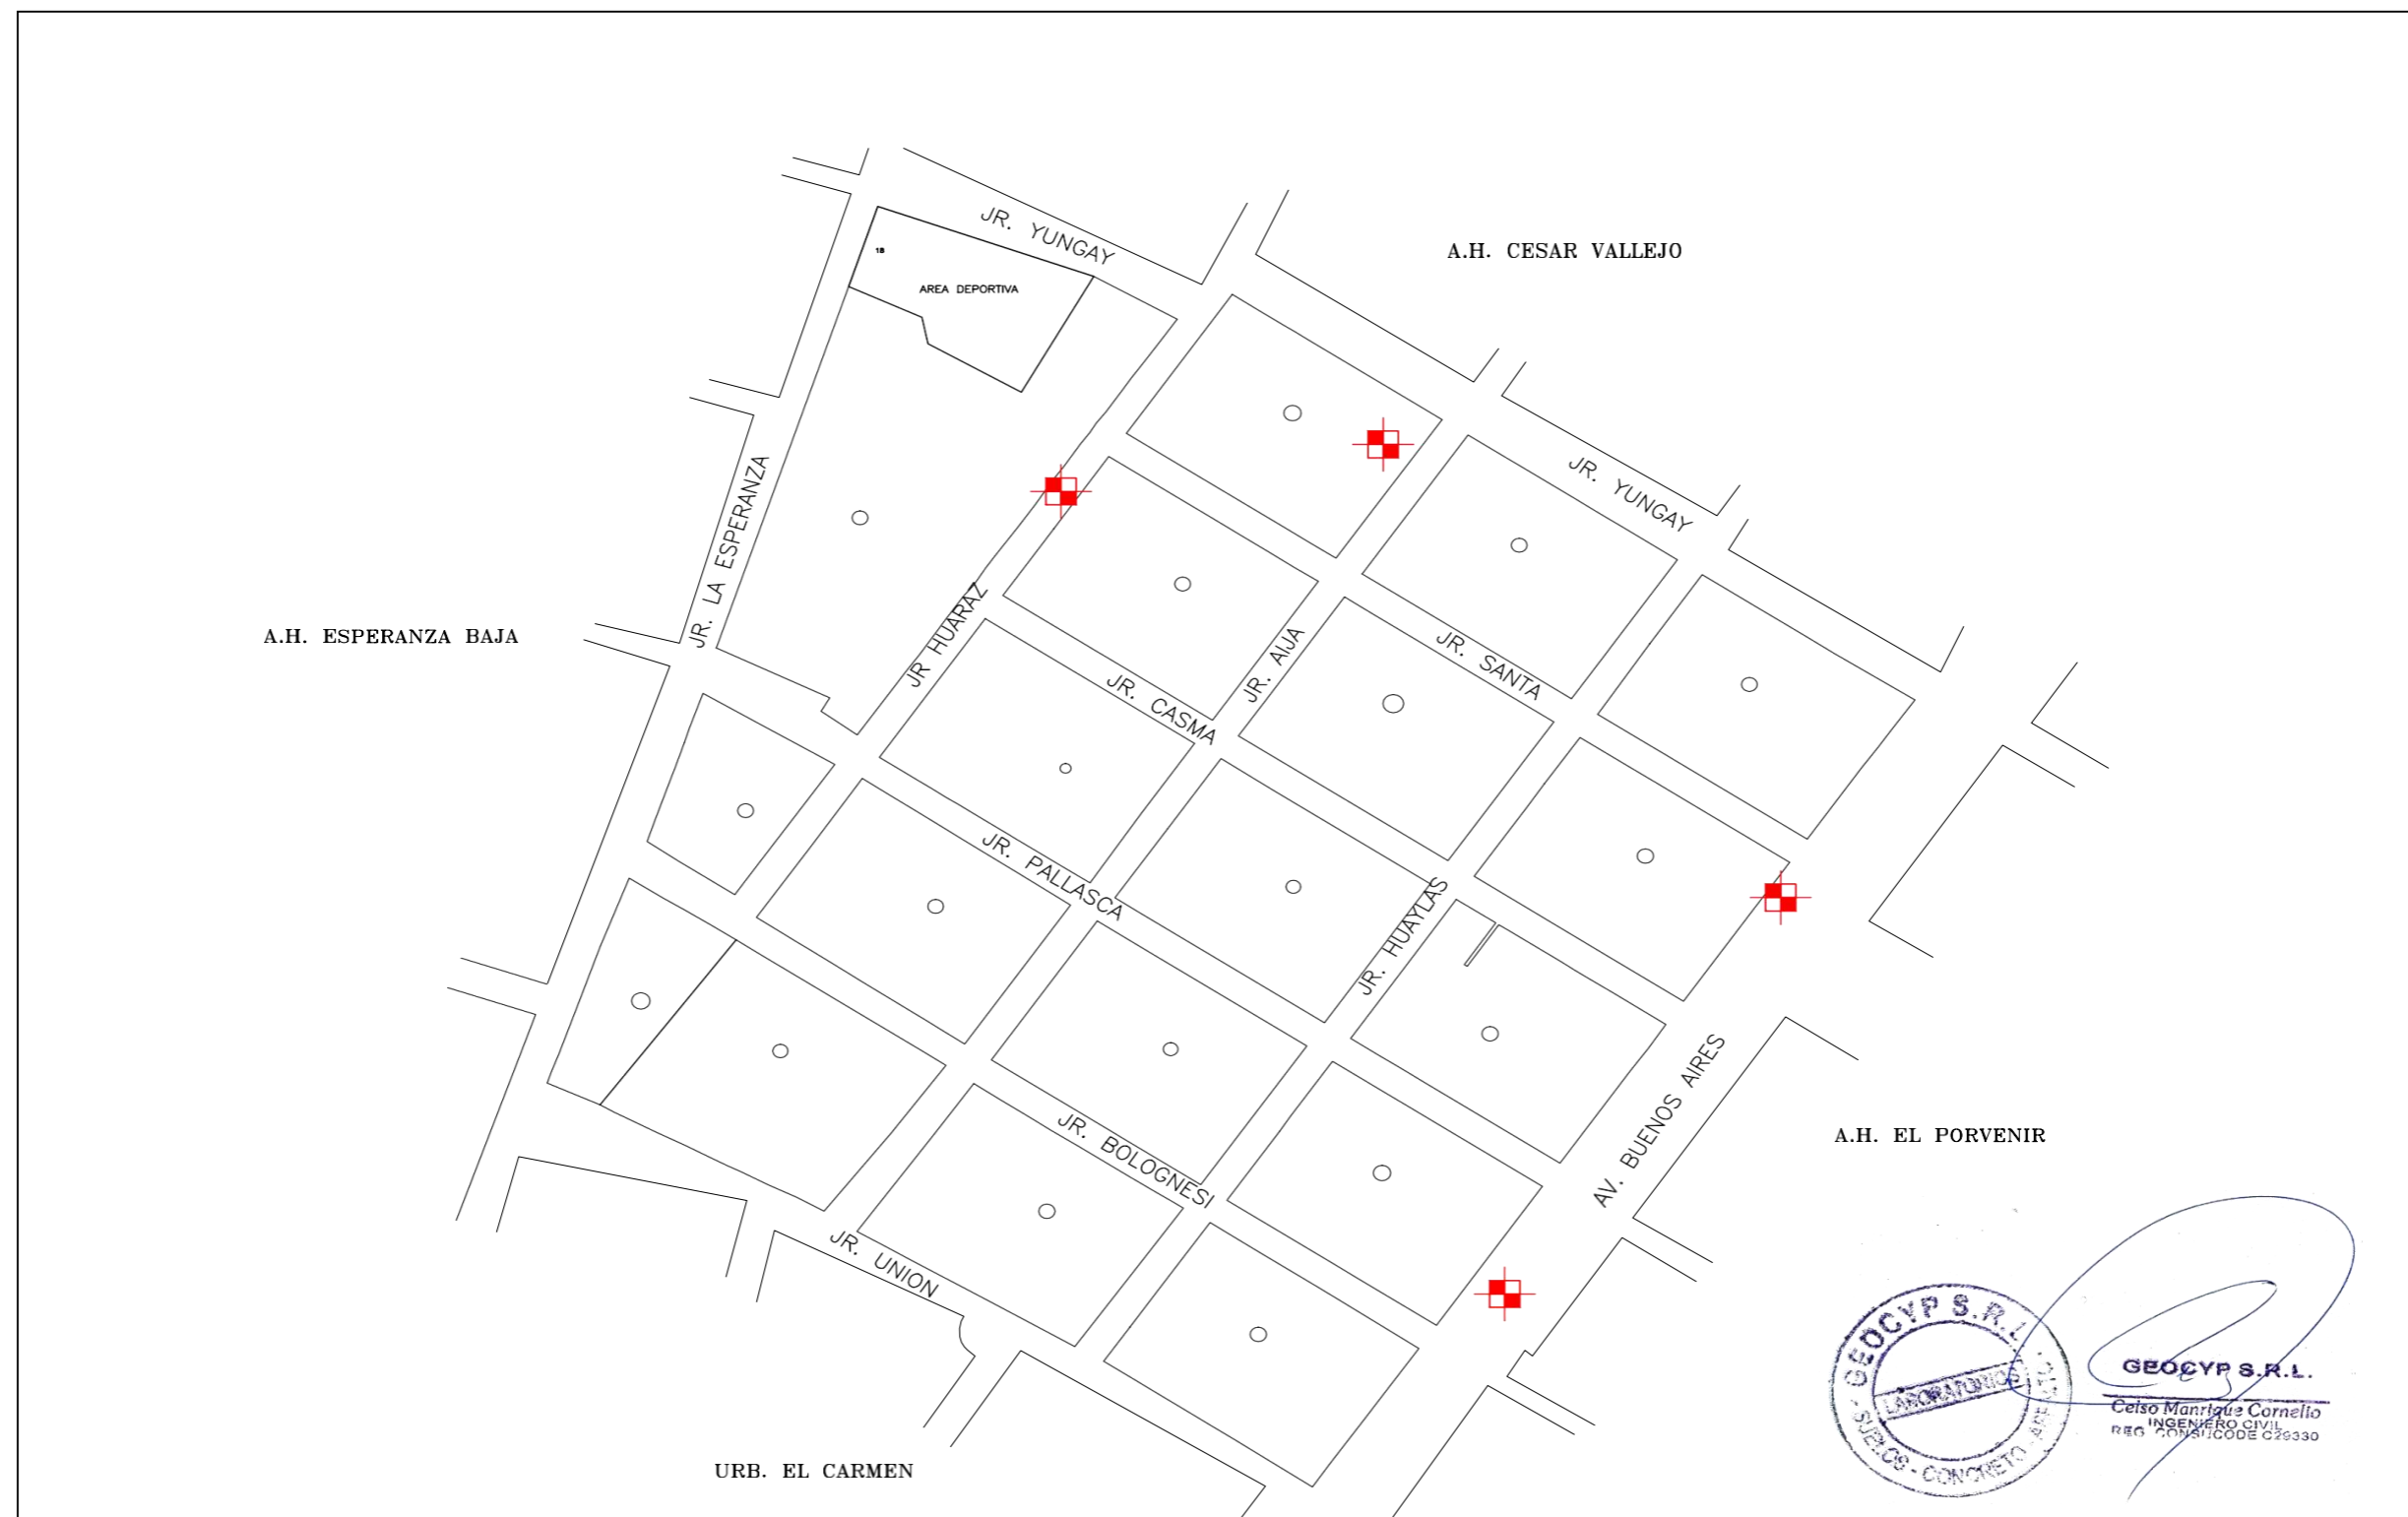 JR. YUNGAY
A.H. CESAR VALLEJO
18
AREA DEPORTIVA
JR. YUNGAY
JR. LA ESPERANZA
A.H. ESPERANZA BAJA
JR HUARAZ
JR. AIJA
JR. SANTA
JR. CASMA
JR. PALLASCA
JR. HUAYLAS
AV. BUENOS AIRES
JR. BOLOGNESI
A.H. EL PORVENIR
JR. UNION
URB. EL CARMEN
GEOCYP S.R.L.
LABORATORIOS
SUELOS - CONCRETO
GEOCYP S.R.L.
Celso Manrique Cornelio
INGENIERO CIVIL
REG. CONSUCODE C29330